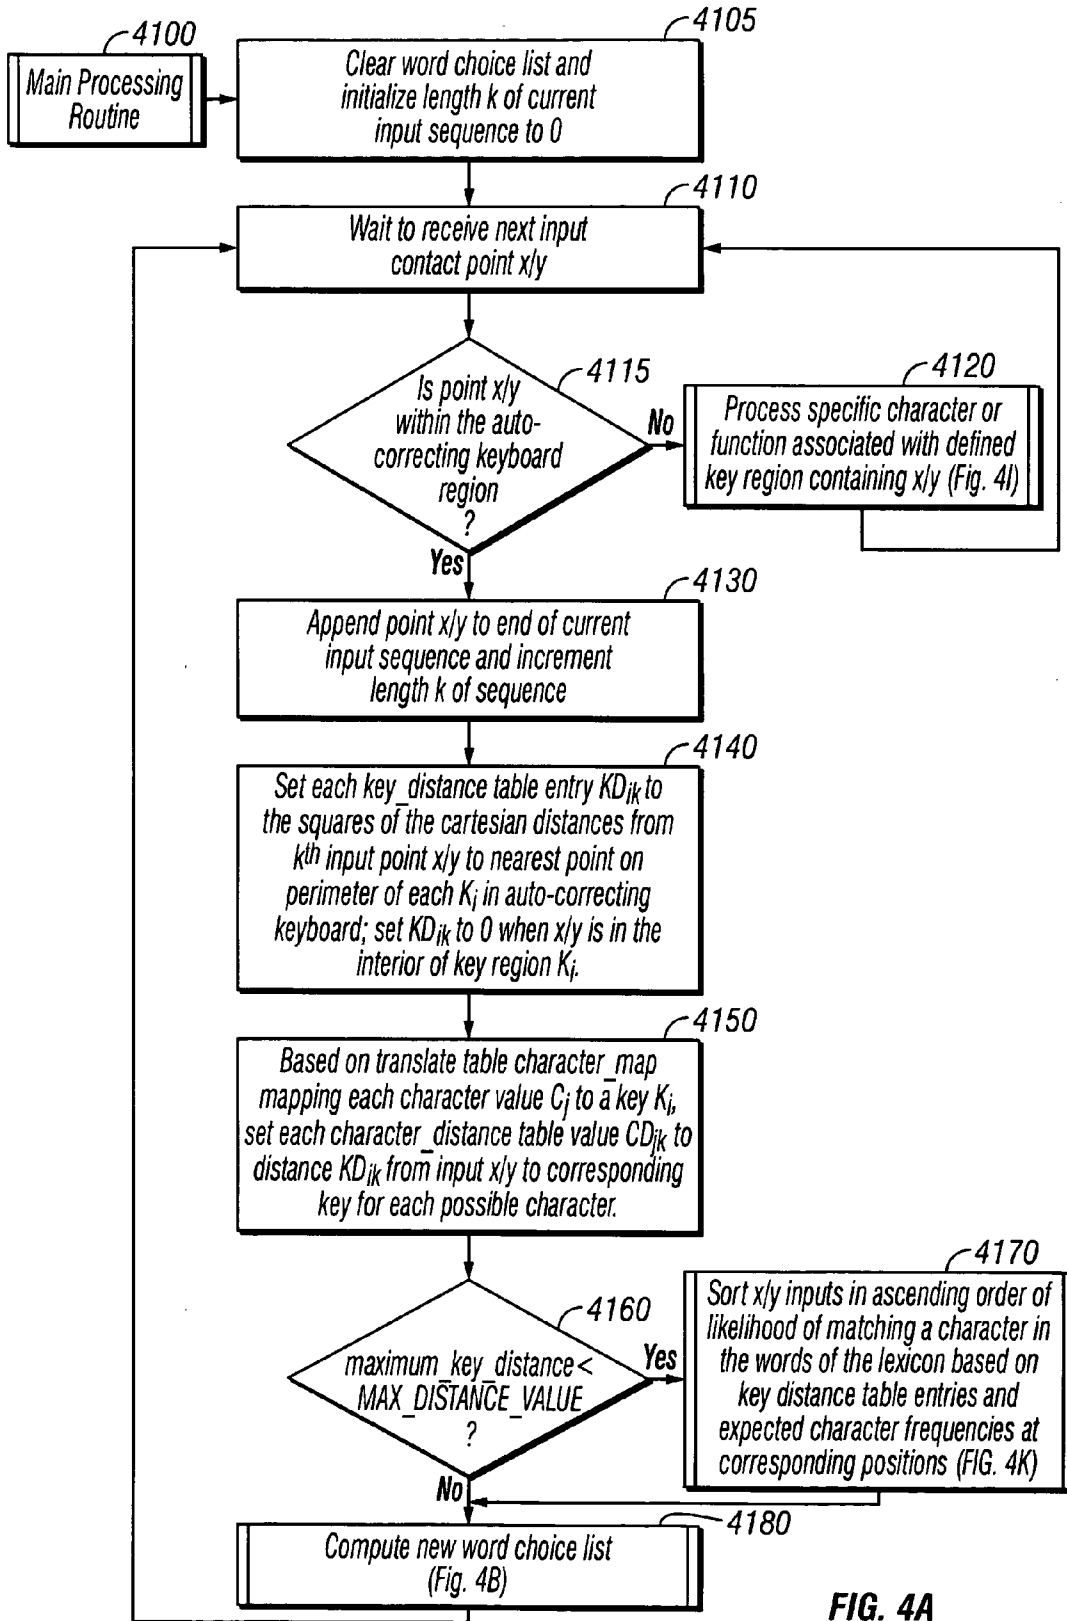 4100
Main Processing
Routine
4105
Clear word choice list and
initialize length k of current
input sequence to 0
4110
Wait to receive next input
contact point x/y
4115
Is point x/y
within the auto-
correcting keyboard
region
?
No
Yes
4120
Process specific character or
function associated with defined
key region containing x/y (Fig. 4I)
4130
Append point x/y to end of current
input sequence and increment
length k of sequence
4140
Set each key_distance table entry KDik to
the squares of the cartesian distances from
kth input point x/y to nearest point on
perimeter of each Ki in auto-correcting
keyboard; set KDik to 0 when x/y is in the
interior of key region Ki.
4150
Based on translate table character_map
mapping each character value Cj to a key Ki,
set each character_distance table value CDjk to
distance KDik from input x/y to corresponding
key for each possible character.
4160
maximum_key_distance <
MAX_DISTANCE_VALUE
?
Yes
No
4170
Sort x/y inputs in ascending order of
likelihood of matching a character in
the words of the lexicon based on
key distance table entries and
expected character frequencies at
corresponding positions (FIG. 4K)
4180
Compute new word choice list
(Fig. 4B)
FIG. 4A